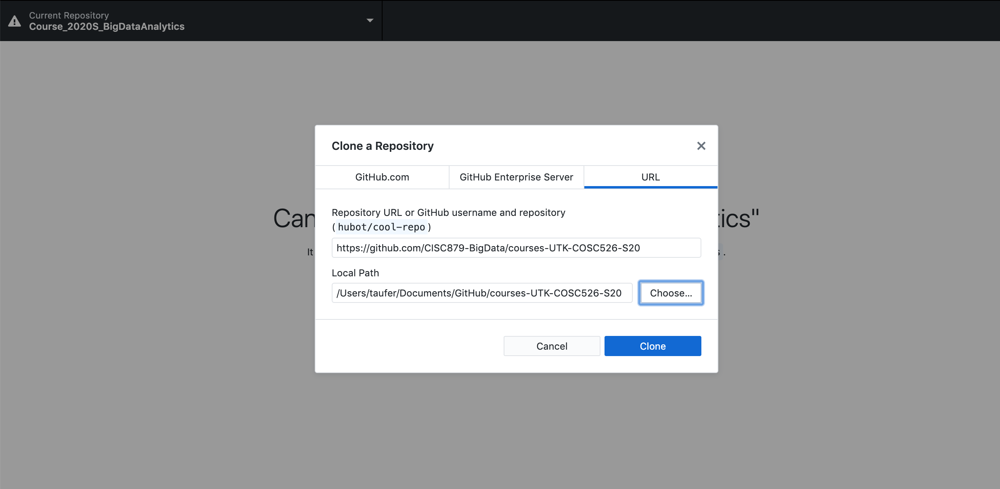 Current Repository
Course_2020S_BigDataAnalytics
Clone a Repository
GitHub.com
GitHub Enterprise Server
URL
Can
tics"
Repository URL or GitHub username and repository
(hubot/cool-repo)
https://github.com/CISC879-BigData/courses-UTK-COSC526-S20
It
.
Local Path
/Users/taufer/Documents/GitHub/courses-UTK-COSC526-S20
Choose...
Cancel
Clone